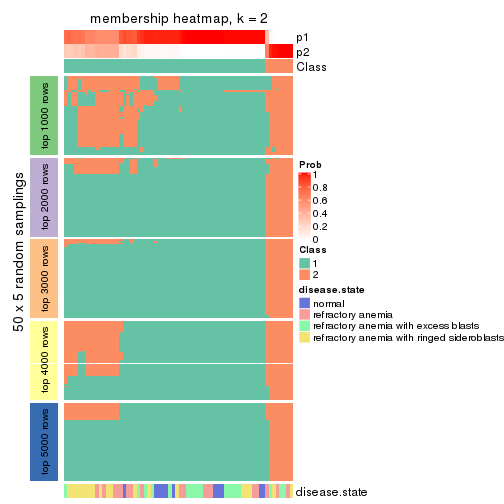 membership heatmap, k = 2
p1
p2
Class
50 x 5 random samplings
top 1000 rows
top 2000 rows
top 3000 rows
top 4000 rows
top 5000 rows
Prob
1
0.8
0.6
0.4
0.2
0
Class
1
2
disease.state
normal
refractory anemia
refractory anemia with excess blasts
refractory anemia with ringed sideroblasts
disease.state